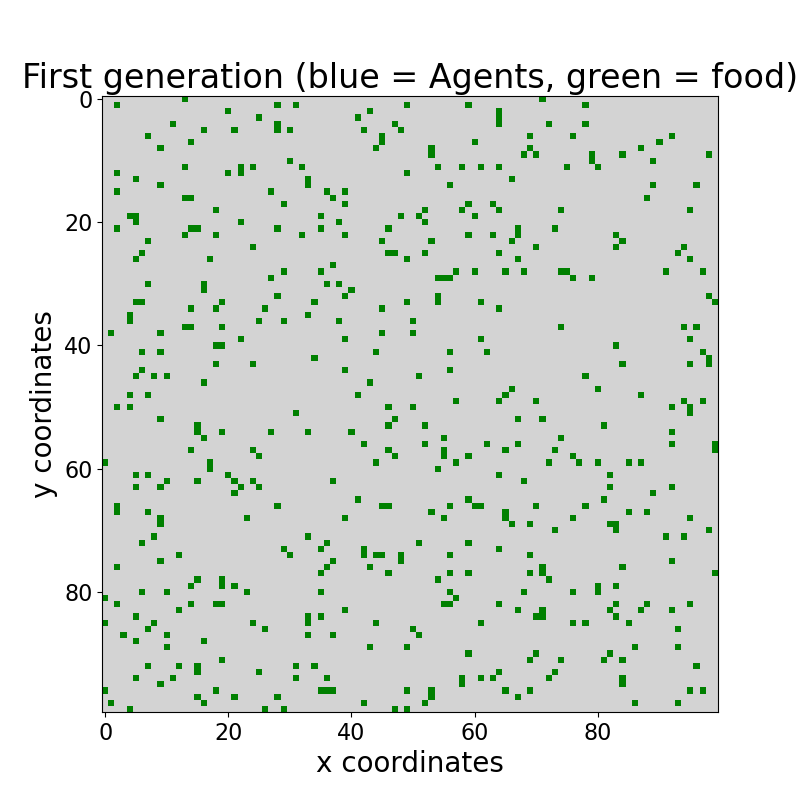 First generation (blue = Agents, green = food)
0
20
40
60
80
y coordinates
0 20 40 60 80
x coordinates